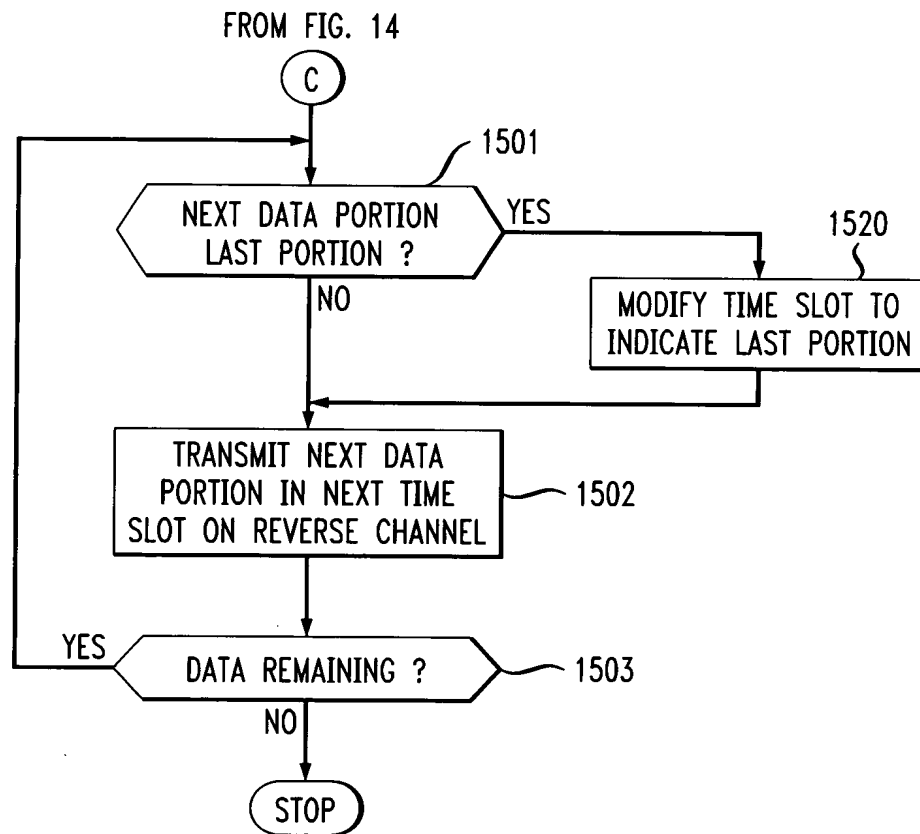 FROM FIG. 14
C
1501
NEXT DATA PORTION
LAST PORTION ?
YES
NO
1520
MODIFY TIME SLOT TO
INDICATE LAST PORTION
TRANSMIT NEXT DATA
PORTION IN NEXT TIME
SLOT ON REVERSE CHANNEL
1502
YES
DATA REMAINING ?
1503
NO
STOP